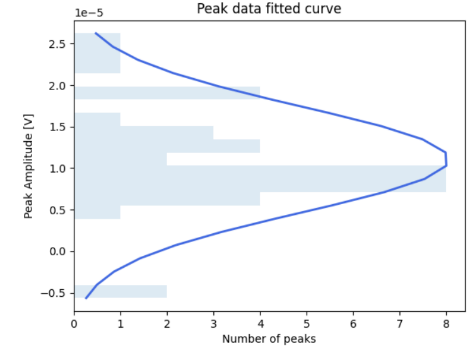 Peak data fitted curve
1e−5
2.5
2.0
1.5
1.0
0.5
0.0
−0.5
Peak Amplitude [V]
0 1 2 3 4 5 6 7 8
Number of peaks